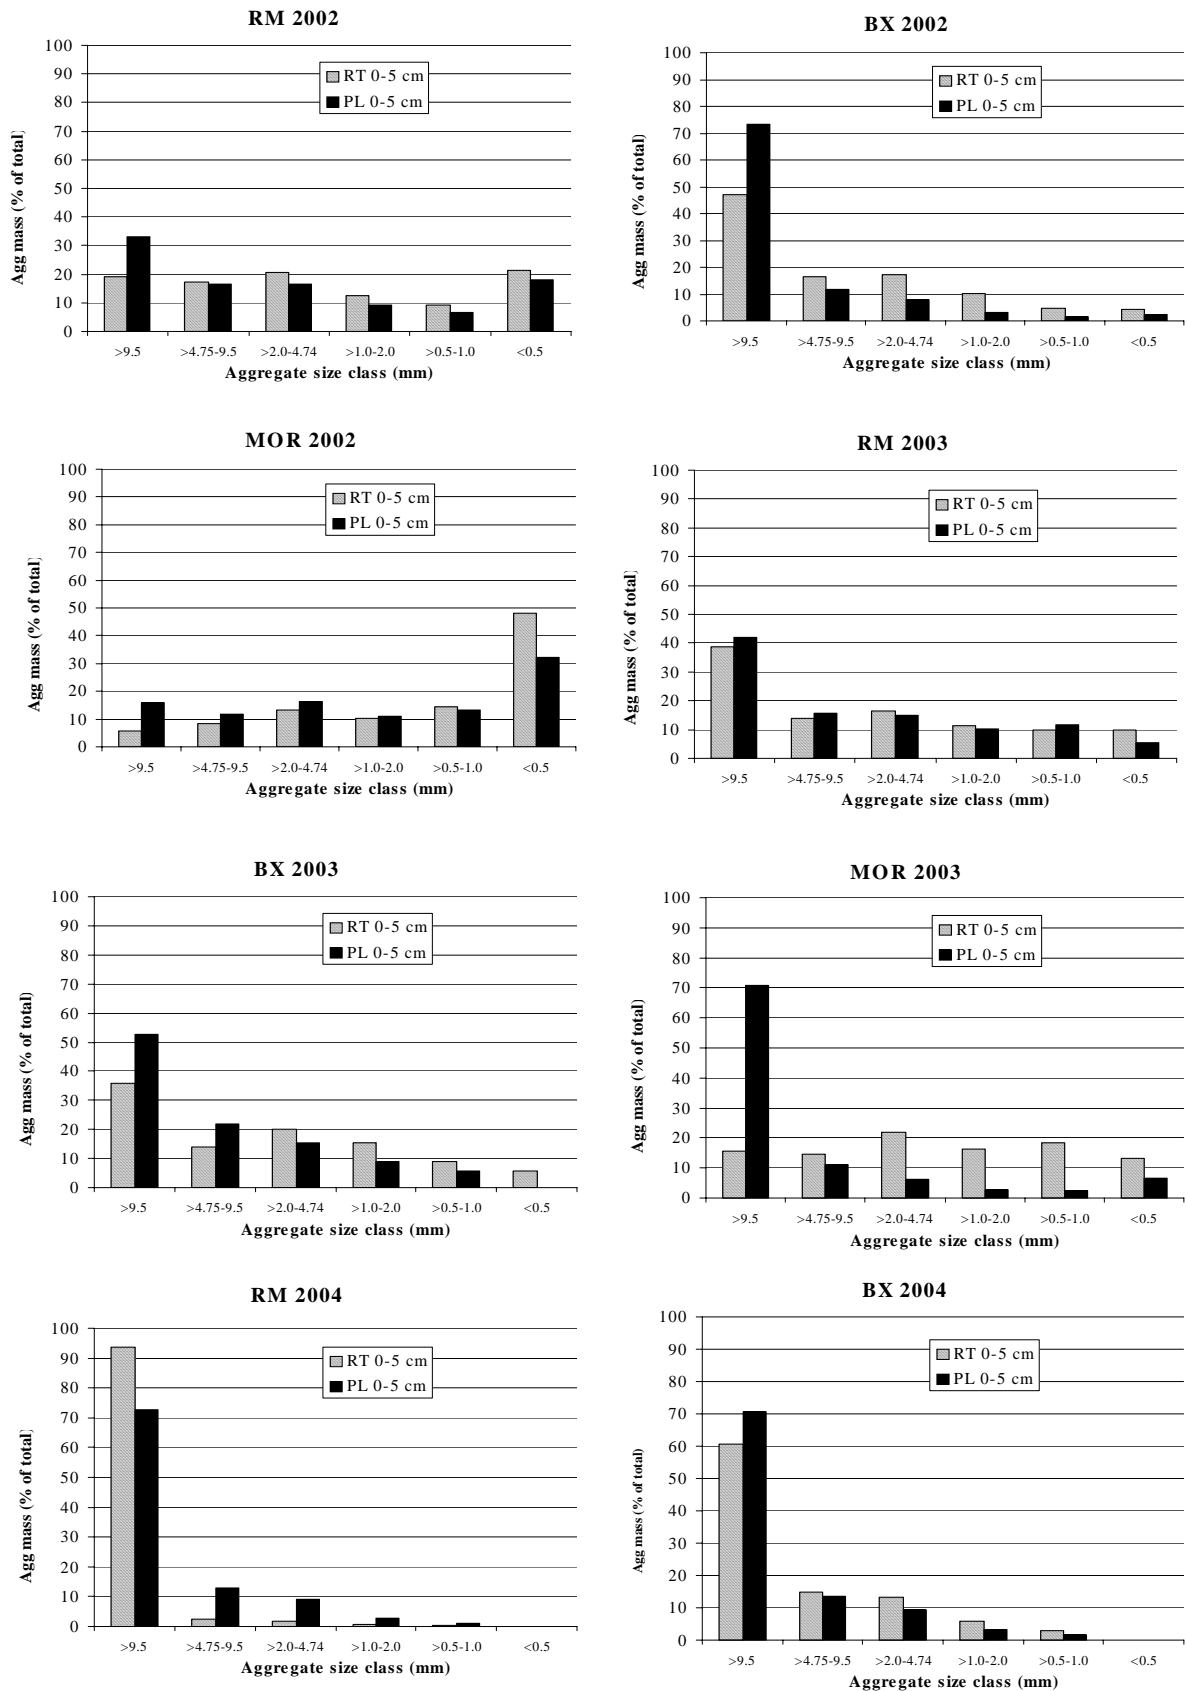 RM 2002
100
90
80
70
60
50
40
30
20
10
0
Agg mass (% of total)
RT 0-5 cm
PL 0-5 cm
>9.5 >4.75-9.5 >2.0-4.74 >1.0-2.0 >0.5-1.0 <0.5
Aggregate size class (mm)
BX 2002
100
90
80
70
60
50
40
30
20
10
0
Agg mass (% of total)
RT 0-5 cm
PL 0-5 cm
>9.5 >4.75-9.5 >2.0-4.74 >1.0-2.0 >0.5-1.0 <0.5
Aggregate size class (mm)
MOR 2002
100
90
80
70
60
50
40
30
20
10
0
Agg mass (% of total)
RT 0-5 cm
PL 0-5 cm
>9.5 >4.75-9.5 >2.0-4.74 >1.0-2.0 >0.5-1.0 <0.5
Aggregate size class (mm)
RM 2003
100
90
80
70
60
50
40
30
20
10
0
Agg mass (% of total)
RT 0-5 cm
PL 0-5 cm
>9.5 >4.75-9.5 >2.0-4.74 >1.0-2.0 >0.5-1.0 <0.5
Aggregate size class (mm)
BX 2003
100
90
80
70
60
50
40
30
20
10
0
Agg mass (% of total)
RT 0-5 cm
PL 0-5 cm
>9.5 >4.75-9.5 >2.0-4.74 >1.0-2.0 >0.5-1.0 <0.5
Aggregate size class (mm)
MOR 2003
100
90
80
70
60
50
40
30
20
10
0
Agg mass (% of total)
RT 0-5 cm
PL 0-5 cm
>9.5 >4.75-9.5 >2.0-4.74 >1.0-2.0 >0.5-1.0 <0.5
Aggregate size class (mm)
RM 2004
100
90
80
70
60
50
40
30
20
10
0
Agg mass (% of total)
RT 0-5 cm
PL 0-5 cm
>9.5 >4.75-9.5 >2.0-4.74 >1.0-2.0 >0.5-1.0 <0.5
Aggregate size class (mm)
BX 2004
100
90
80
70
60
50
40
30
20
10
0
Agg mass (% of total)
RT 0-5 cm
PL 0-5 cm
>9.5 >4.75-9.5 >2.0-4.74 >1.0-2.0 >0.5-1.0 <0.5
Aggregate size class (mm)